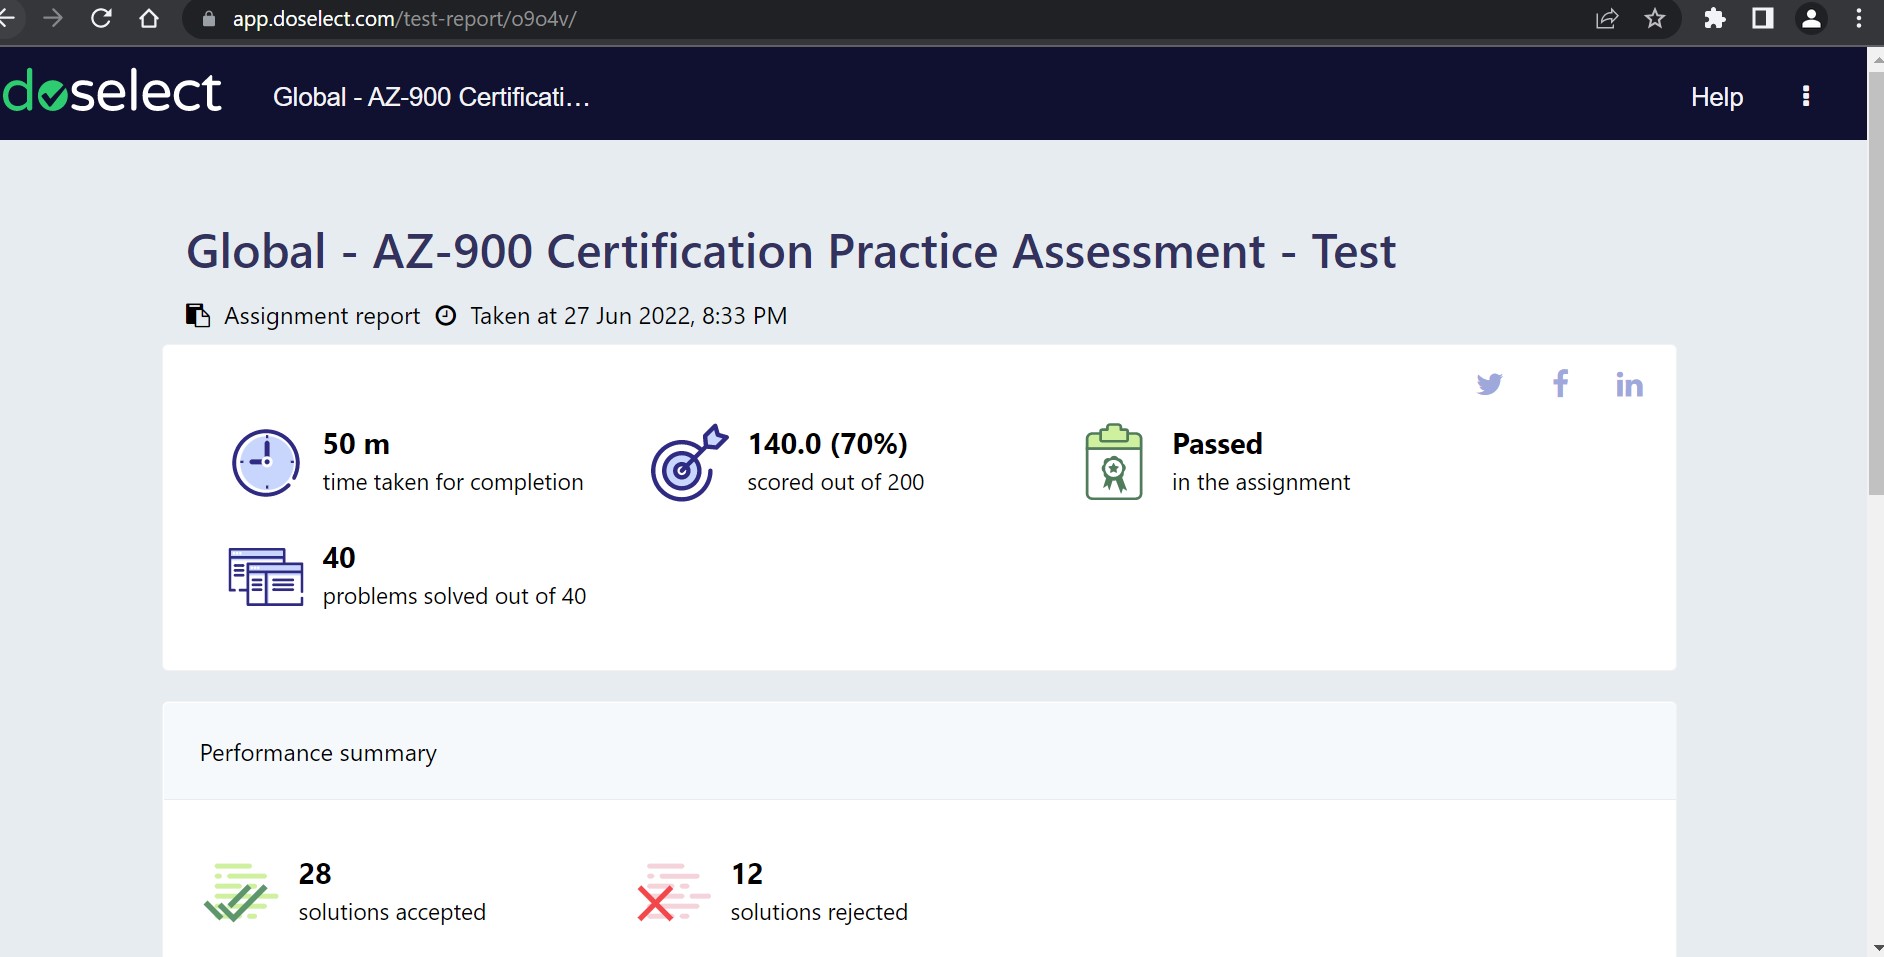 app.doselect.com/test-report/o9o4v/
doselect Global - AZ-900 Certificati... Help
Global - AZ-900 Certification Practice Assessment - Test
Assignment report Taken at 27 Jun 2022, 8:33 PM
50 m
time taken for completion
140.0 (70%)
scored out of 200
Passed
in the assignment
40
problems solved out of 40
Performance summary
28
solutions accepted
12
solutions rejected